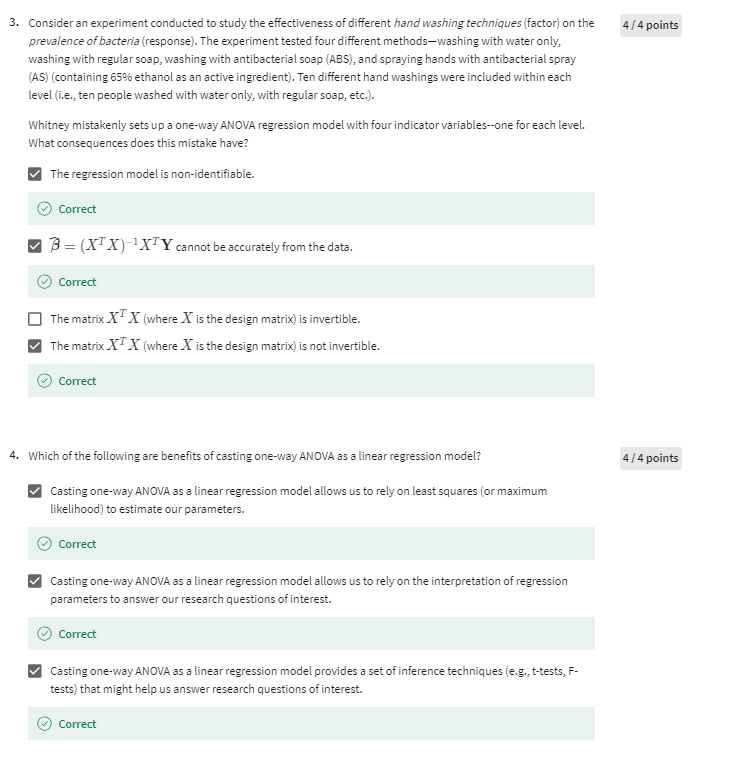 3. Consider an experiment conducted to study the effectiveness of different hand washing techniques (factor) on the
4 / 4 points
prevalence of bacteria (response). The experiment tested four different methods—washing with water only,
washing with regular soap, washing with antibacterial soap (ABS), and spraying hands with antibacterial spray
(AS) (containing 65% ethanol as an active ingredient). Ten different hand washings were included within each
level (i.e., ten people washed with water only, with regular soap, etc.).
Whitney mistakenly sets up a one-way ANOVA regression model with four indicator variables--one for each level.
What consequences does this mistake have?
The regression model is non-identifiable.
Correct
β̂ = (XᵀX)⁻¹XᵀY cannot be accurately from the data.
Correct
The matrix XᵀX (where X is the design matrix) is invertible.
The matrix XᵀX (where X is the design matrix) is not invertible.
Correct
4. Which of the following are benefits of casting one-way ANOVA as a linear regression model?
4 / 4 points
Casting one-way ANOVA as a linear regression model allows us to rely on least squares (or maximum
likelihood) to estimate our parameters.
Correct
Casting one-way ANOVA as a linear regression model allows us to rely on the interpretation of regression
parameters to answer our research questions of interest.
Correct
Casting one-way ANOVA as a linear regression model provides a set of inference techniques (e.g., t-tests, F-
tests) that might help us answer research questions of interest.
Correct